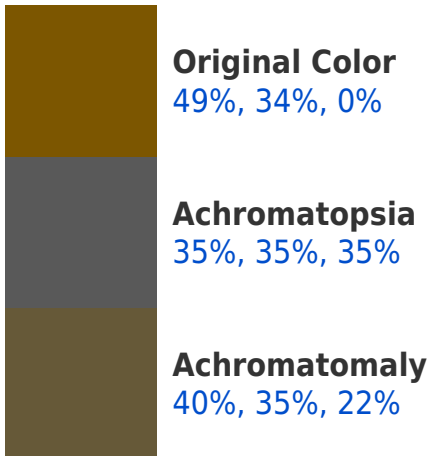 Original Color
49%, 34%, 0%
Achromatopsia
35%, 35%, 35%
Achromatomaly
40%, 35%, 22%